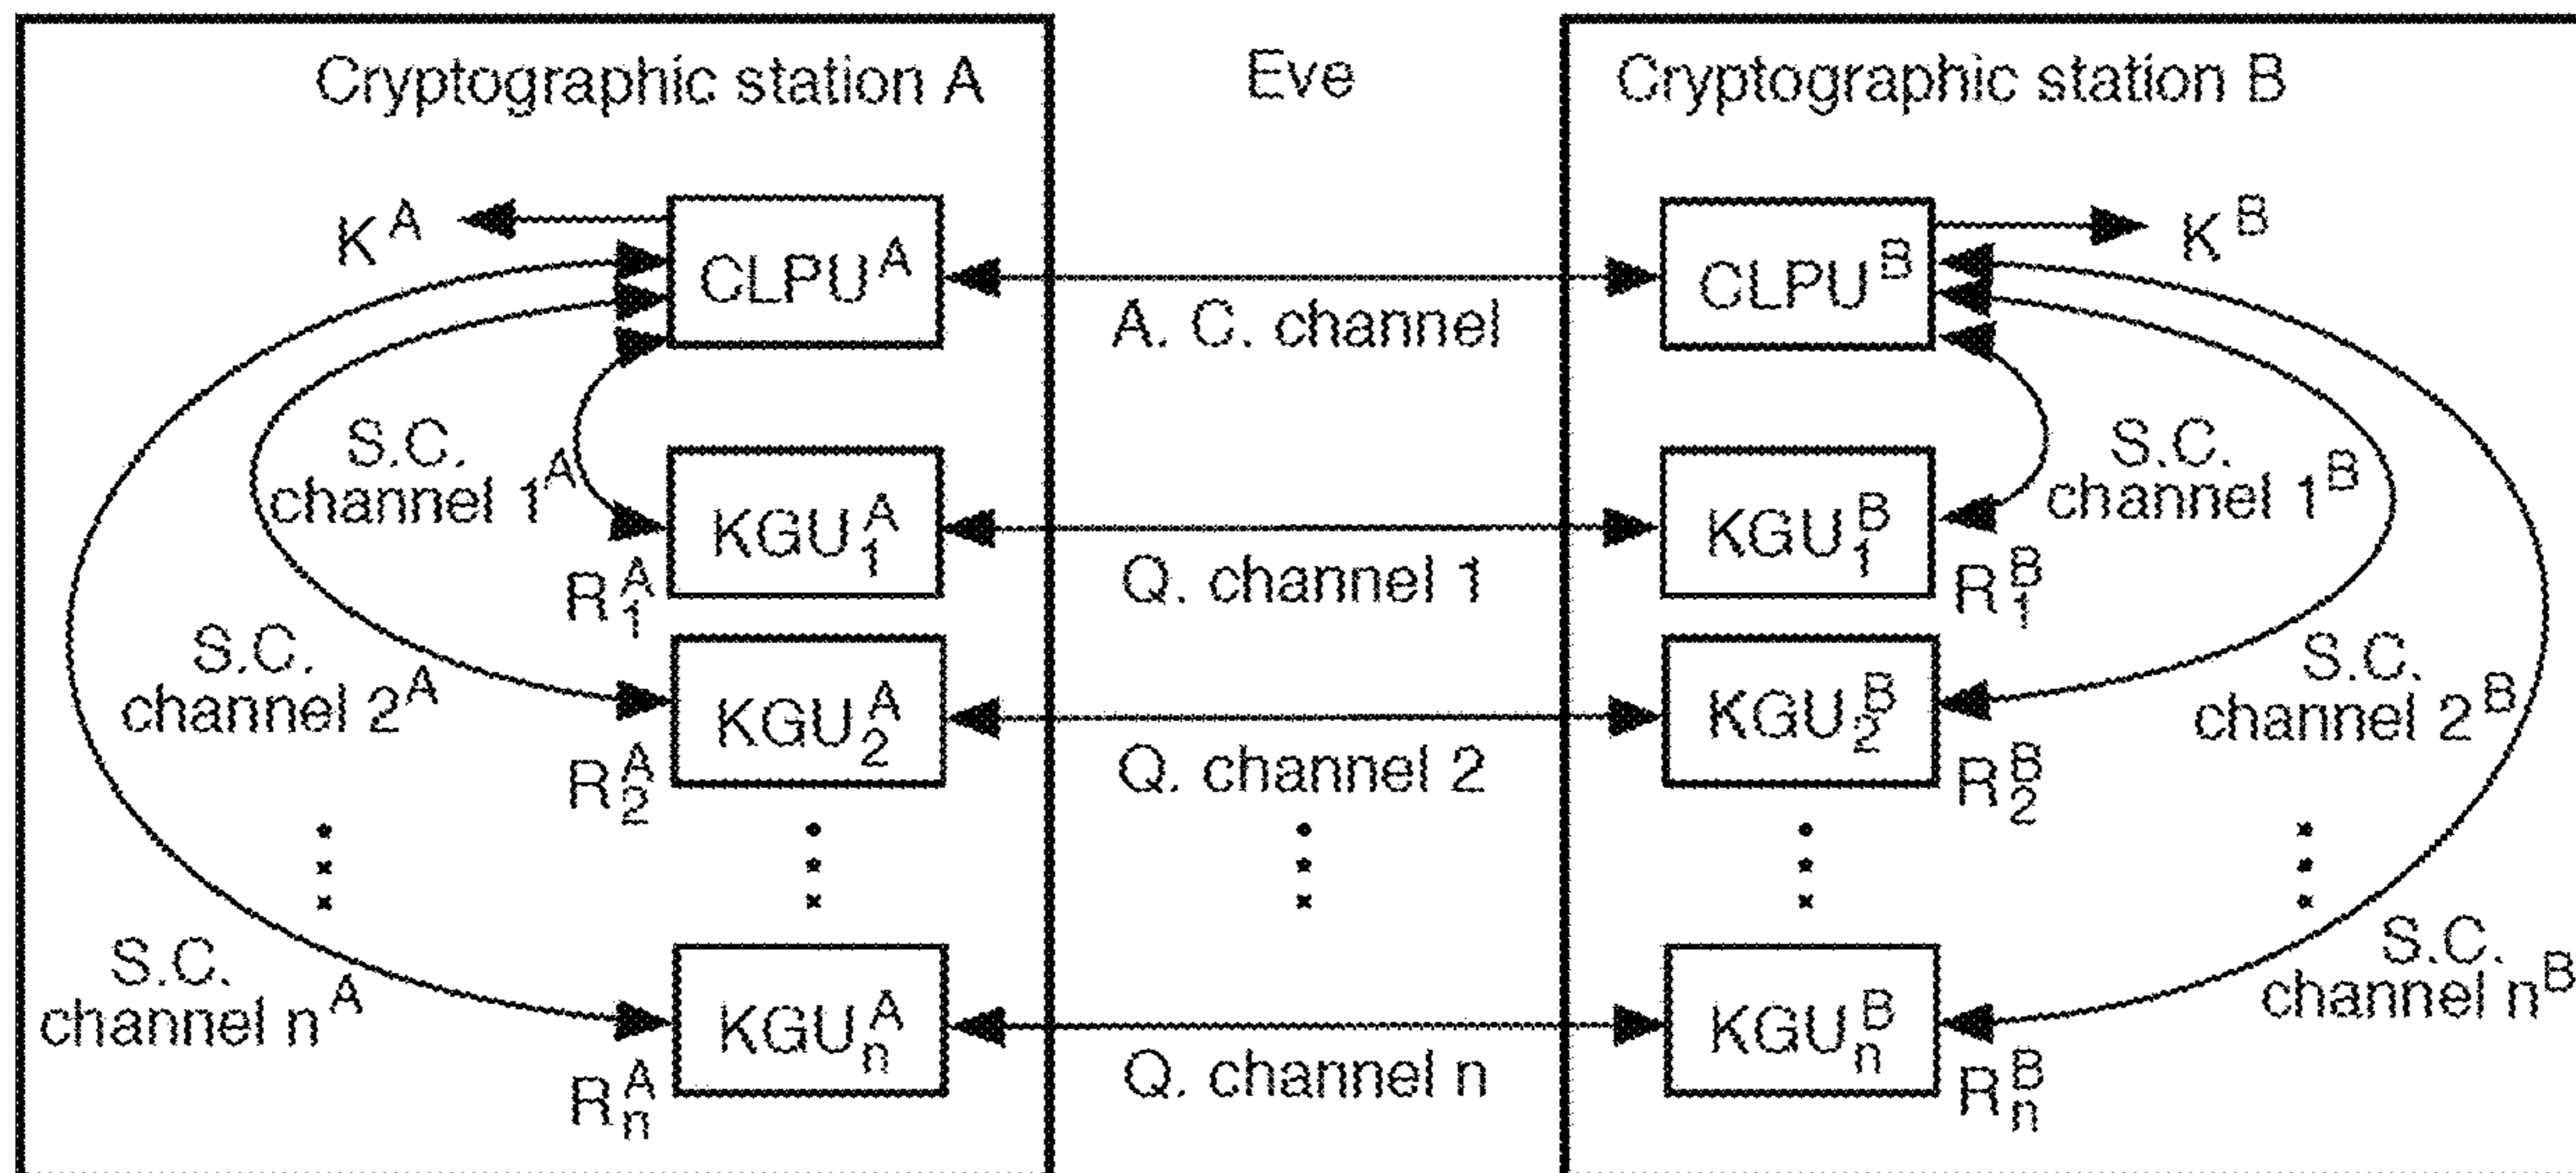 Cryptographic station A
Eve
Cryptographic station B
K^A
CLPU^A
A. C. channel
CLPU^B
K^B
S.C.
channel 1^A
KGU_1^A
R_1^A
Q. channel 1
KGU_1^B
R_1^B
S.C.
channel 1^B
S.C.
channel 2^A
KGU_2^A
R_2^A
Q. channel 2
KGU_2^B
R_2^B
S.C.
channel 2^B
S.C.
channel n^A
KGU_n^A
R_n^A
Q. channel n
KGU_n^B
R_n^B
S.C.
channel n^B